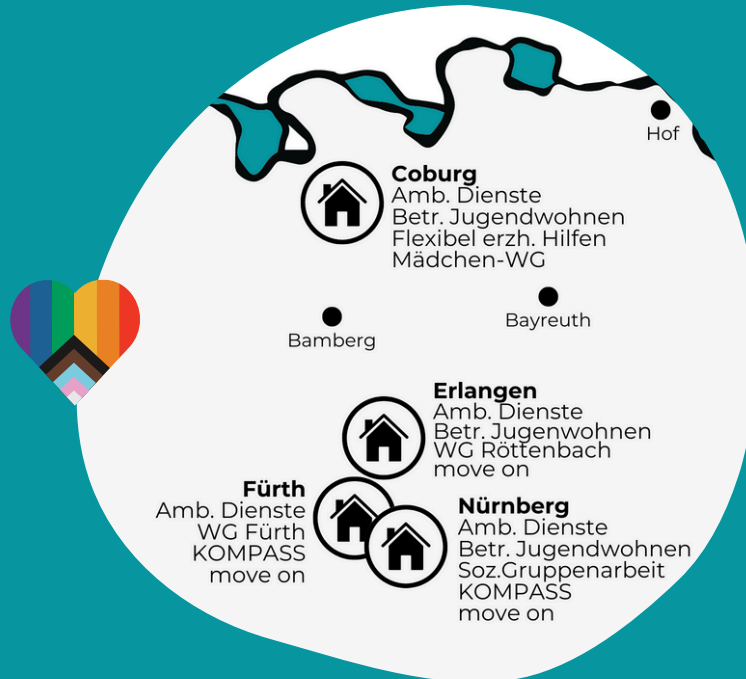 Hof
Coburg
Amb. Dienste
Betr. Jugendwohnen
Flexibel erzh. Hilfen
Mädchen-WG
Bayreuth
Bamberg
Erlangen
Amb. Dienste
Betr. Jugenwohnen
WG Röttenbach
move on
Fürth
Amb. Dienste
WG Fürth
KOMPASS
move on
Nürnberg
Amb. Dienste
Betr. Jugendwohnen
Soz.Gruppenarbeit
KOMPASS
move on